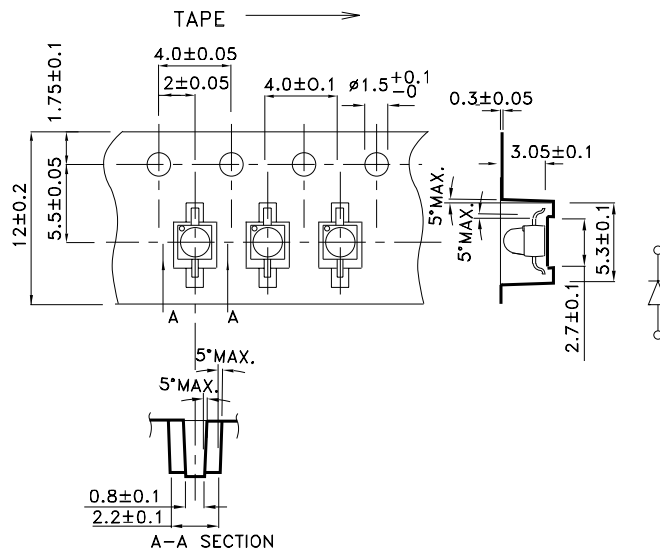 TAPE
4.0±0.05
2±0.05
4.0±0.1
ø1.5+0.1 -0
1.75±0.1
0.3±0.05
3.05±0.1
12±0.2
5.5±0.05
5°MAX.
5°MAX.
5.3±0.1
2.7±0.1
A A
5°MAX.
5°MAX.
0.8±0.1
2.2±0.1
A-A SECTION